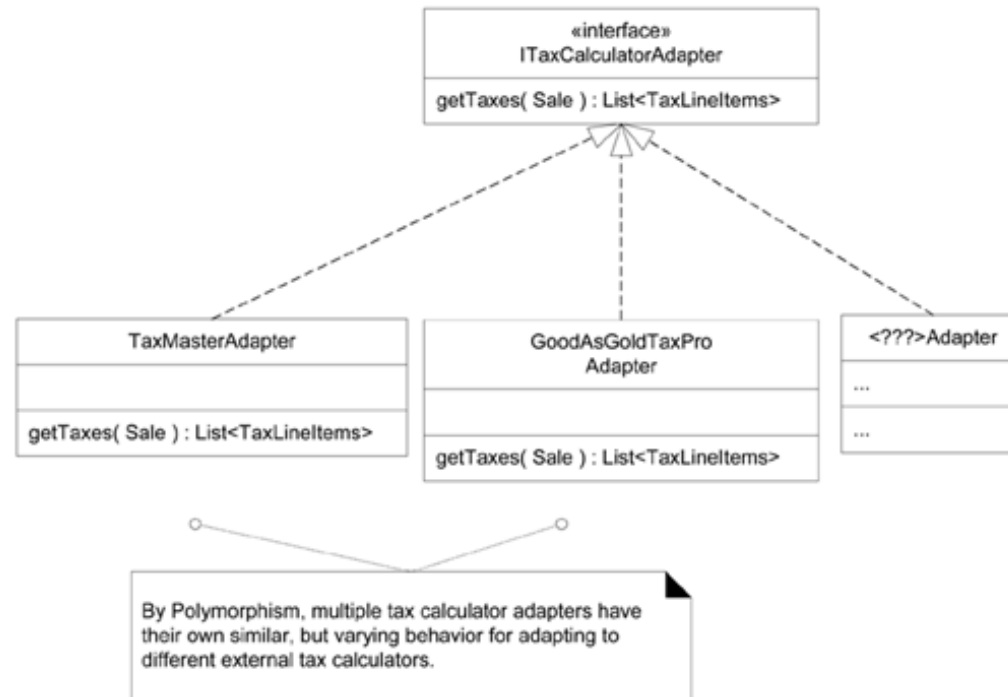 «interface»
ITaxCalculatorAdapter
getTaxes( Sale ) : List<TaxLineItems>
TaxMasterAdapter
getTaxes( Sale ) : List<TaxLineItems>
GoodAsGoldTaxPro
Adapter
getTaxes( Sale ) : List<TaxLineItems>
<???>Adapter
...
...
By Polymorphism, multiple tax calculator adapters have
their own similar, but varying behavior for adapting to
different external tax calculators.